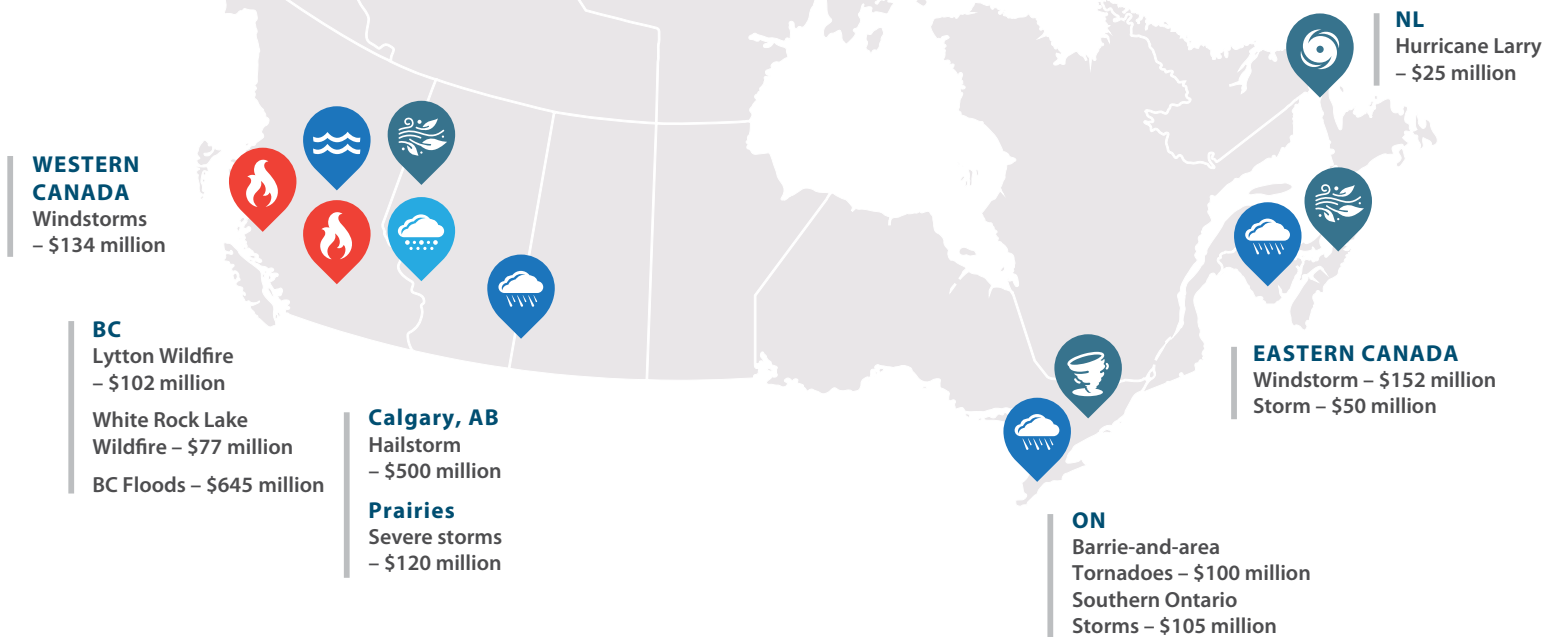 NL
Hurricane Larry
– $25 million
WESTERN
CANADA
Windstorms
– $134 million
BC
Lytton Wildfire
– $102 million
White Rock Lake
Wildfire – $77 million
BC Floods – $645 million
Calgary, AB
Hailstorm
– $500 million
Prairies
Severe storms
– $120 million
EASTERN CANADA
Windstorm – $152 million
Storm – $50 million
ON
Barrie-and-area
Tornadoes – $100 million
Southern Ontario
Storms – $105 million